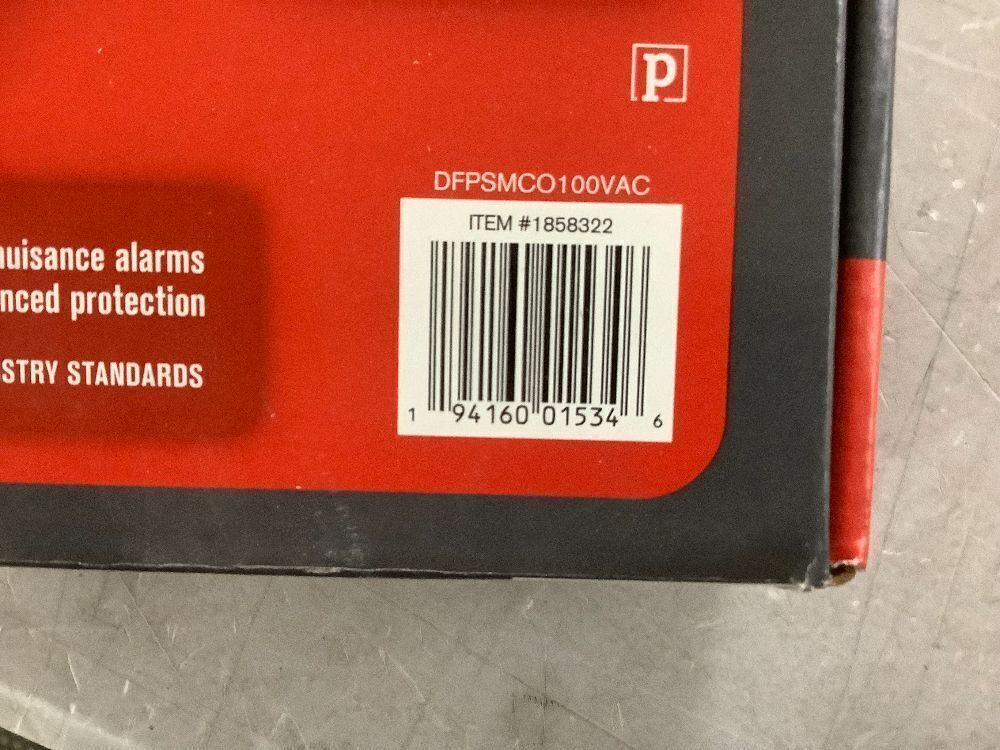 p
DFPSMCO100VAC
ITEM #1858322
1 94160 01534 6
nuisance alarms
nced protection
STRY STANDARDS